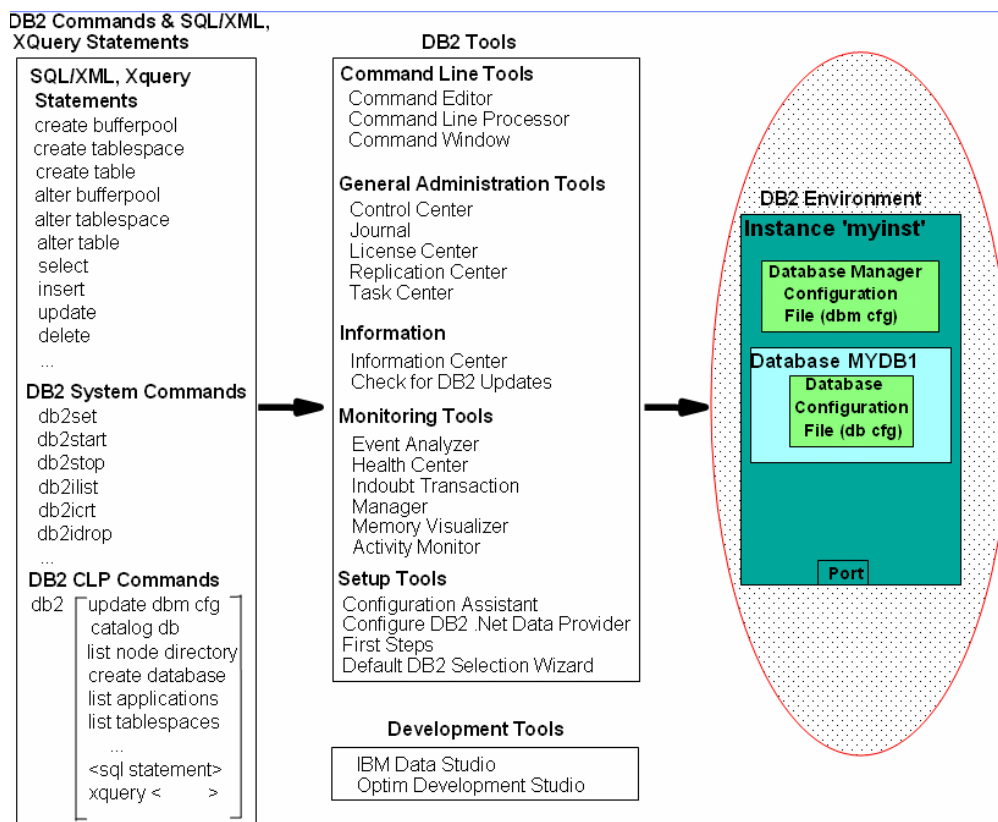 DB2 Commands & SQL/XML,
XQuery Statements
SQL/XML, Xquery
Statements
create bufferpool
create tablespace
create table
alter bufferpool
alter tablespace
alter table
select
insert
update
delete
...
DB2 System Commands
db2set
db2start
db2stop
db2ilist
db2icrt
db2idrop
...
DB2 CLP Commands
db2
update dbm cfg
catalog db
list node directory
create database
list applications
list tablespaces
...
<sql statement>
xquery < >
DB2 Tools
Command Line Tools
Command Editor
Command Line Processor
Command Window
General Administration Tools
Control Center
Journal
License Center
Replication Center
Task Center
Information
Information Center
Check for DB2 Updates
Monitoring Tools
Event Analyzer
Health Center
Indoubt Transaction
Manager
Memory Visualizer
Activity Monitor
Setup Tools
Configuration Assistant
Configure DB2 .Net Data Provider
First Steps
Default DB2 Selection Wizard
Development Tools
IBM Data Studio
Optim Development Studio
DB2 Environment
Instance 'myinst'
Database Manager
Configuration
File (dbm cfg)
Database MYDB1
Database
Configuration
File (db cfg)
Port